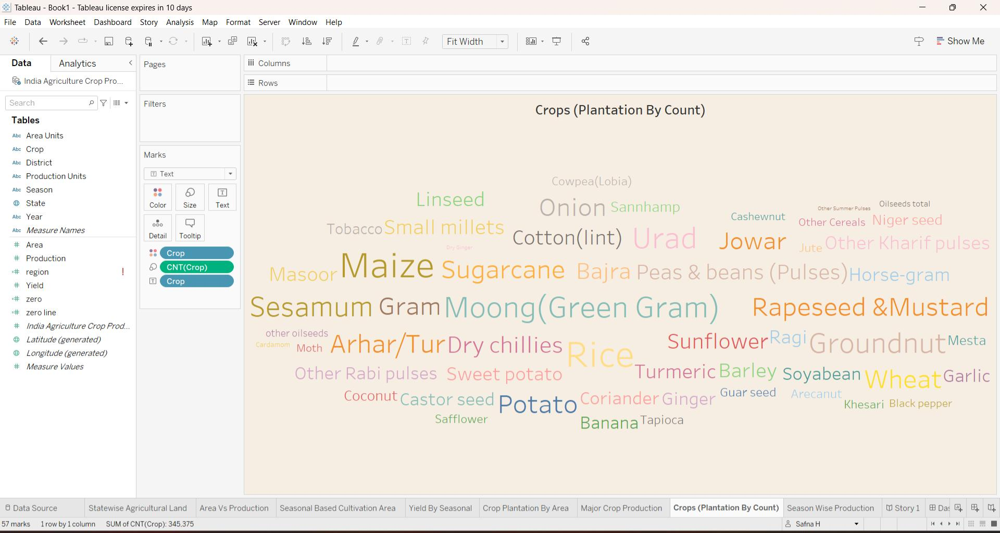 Tableau - Book1 - Tableau license expires in 10 days
File Data Worksheet Dashboard Story Analysis Map Format Server Window Help
Fit Width
Show Me
Data Analytics
India Agriculture Crop Pro...
Search
Tables
Abc Area Units
Abc Crop
Abc District
Abc Production Units
Abc Season
State
Abc Year
Abc Measure Names
# Area
# Production
=# region !
# Yield
=# zero
=# zero line
# India Agriculture Crop Prod...
Latitude (generated)
Longitude (generated)
# Measure Values
Pages
Filters
Marks
Text
Color Size Text
Detail Tooltip
Crop
CNT(Crop)
Crop
Columns
Rows
Crops (Plantation By Count)
Cowpea(Lobia)
Linseed
Onion Sannhamp
Cashewnut
Other Summer Pulses
Oilseeds total
Other Cereals Niger seed
Tobacco Small millets
Cotton(lint) Urad Jowar Jute Other Kharif pulses
Dry Ginger
Masoor Maize Sugarcane Bajra Peas & beans (Pulses) Horse-gram
Sesamum Gram Moong(Green Gram) Rapeseed &Mustard
other oilseeds
Cardamom Moth Arhar/Tur Dry chillies Rice Sunflower Ragi Groundnut Mesta
Other Rabi pulses Sweet potato Turmeric Barley Soyabean Wheat Garlic
Coconut Castor seed Potato Coriander Ginger Guar seed Arecanut
Khesari Black pepper
Safflower Banana Tapioca
Data Source Statewise Agricultural Land Area Vs Production Seasonal Based Cultivation Area Yield By Seasonal Crop Plantation By Area Major Crop Production Crops (Plantation By Count) Season Wise Production Story 1 Das
57 marks 1 row by 1 column SUM of CNT(Crop): 345,375 Safna H